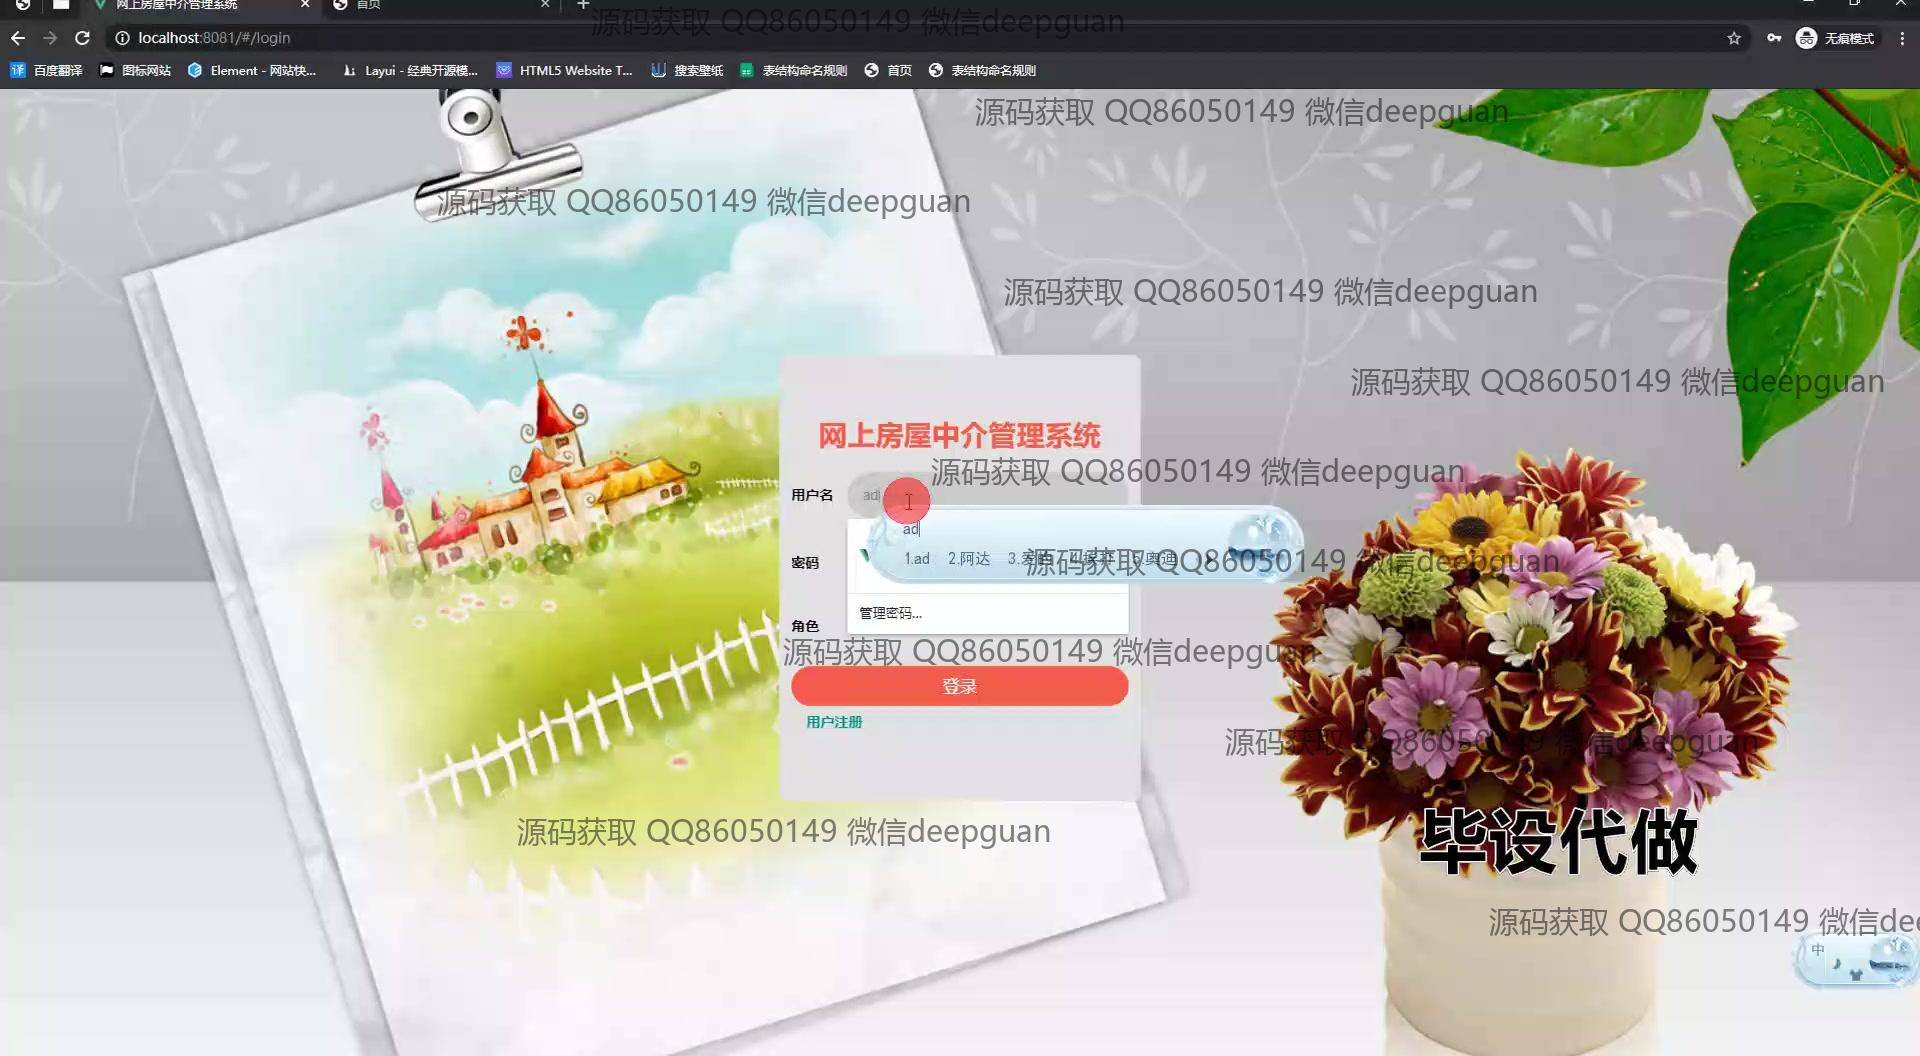 网上房屋中介管理系统
首页
源码获取 QQ86050149 微信deepguan
localhost:8081/#/login
无痕模式
百度翻译
图标网站
Element - 网站快...
Layui - 经典开源模...
HTML5 Website T...
搜索壁纸
表结构命名规则
首页
表结构命名规则
源码获取 QQ86050149 微信deepguan
源码获取 QQ86050149 微信deepguan
源码获取 QQ86050149 微信deepguan
源码获取 QQ86050149 微信deepguan
网上房屋中介管理系统
源码获取 QQ86050149 微信deepguan
用户名
ad
ad
1.ad 2.阿达
源码获取 QQ86050149 微信deepguan
密码
管理密码...
角色
源码获取 QQ86050149 微信deepguan
登录
用户注册
源码获取 QQ86050149 微信deepguan
源码获取 QQ86050149 微信deepguan
毕设代做
源码获取 QQ86050149 微信dee
中